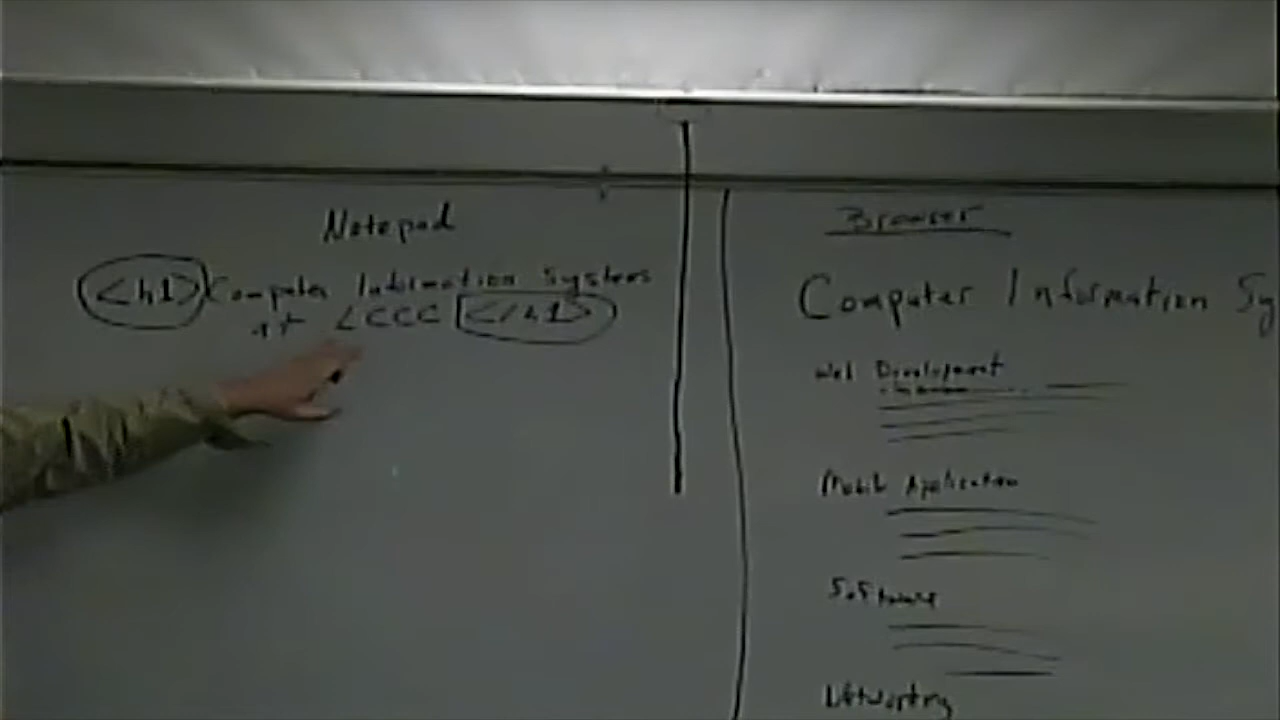 Notepad
<h1> Computer Information Systems
at LCCC </h1>
Browser
Computer Information Sy
Web Development
Mobile Application
Software
Networking